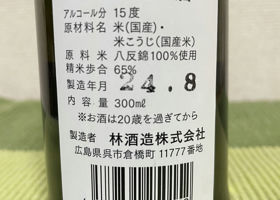 アルコール分 15度
原材料名 米(国産)・
米こうじ(国産米)
原料米 八反錦100%使用
精米歩合 65%
製造年月 24.8
内容量 300mℓ
※お酒は20歳を過ぎてから
製造者 林酒造株式会社
広島県呉市倉橋町11777番地